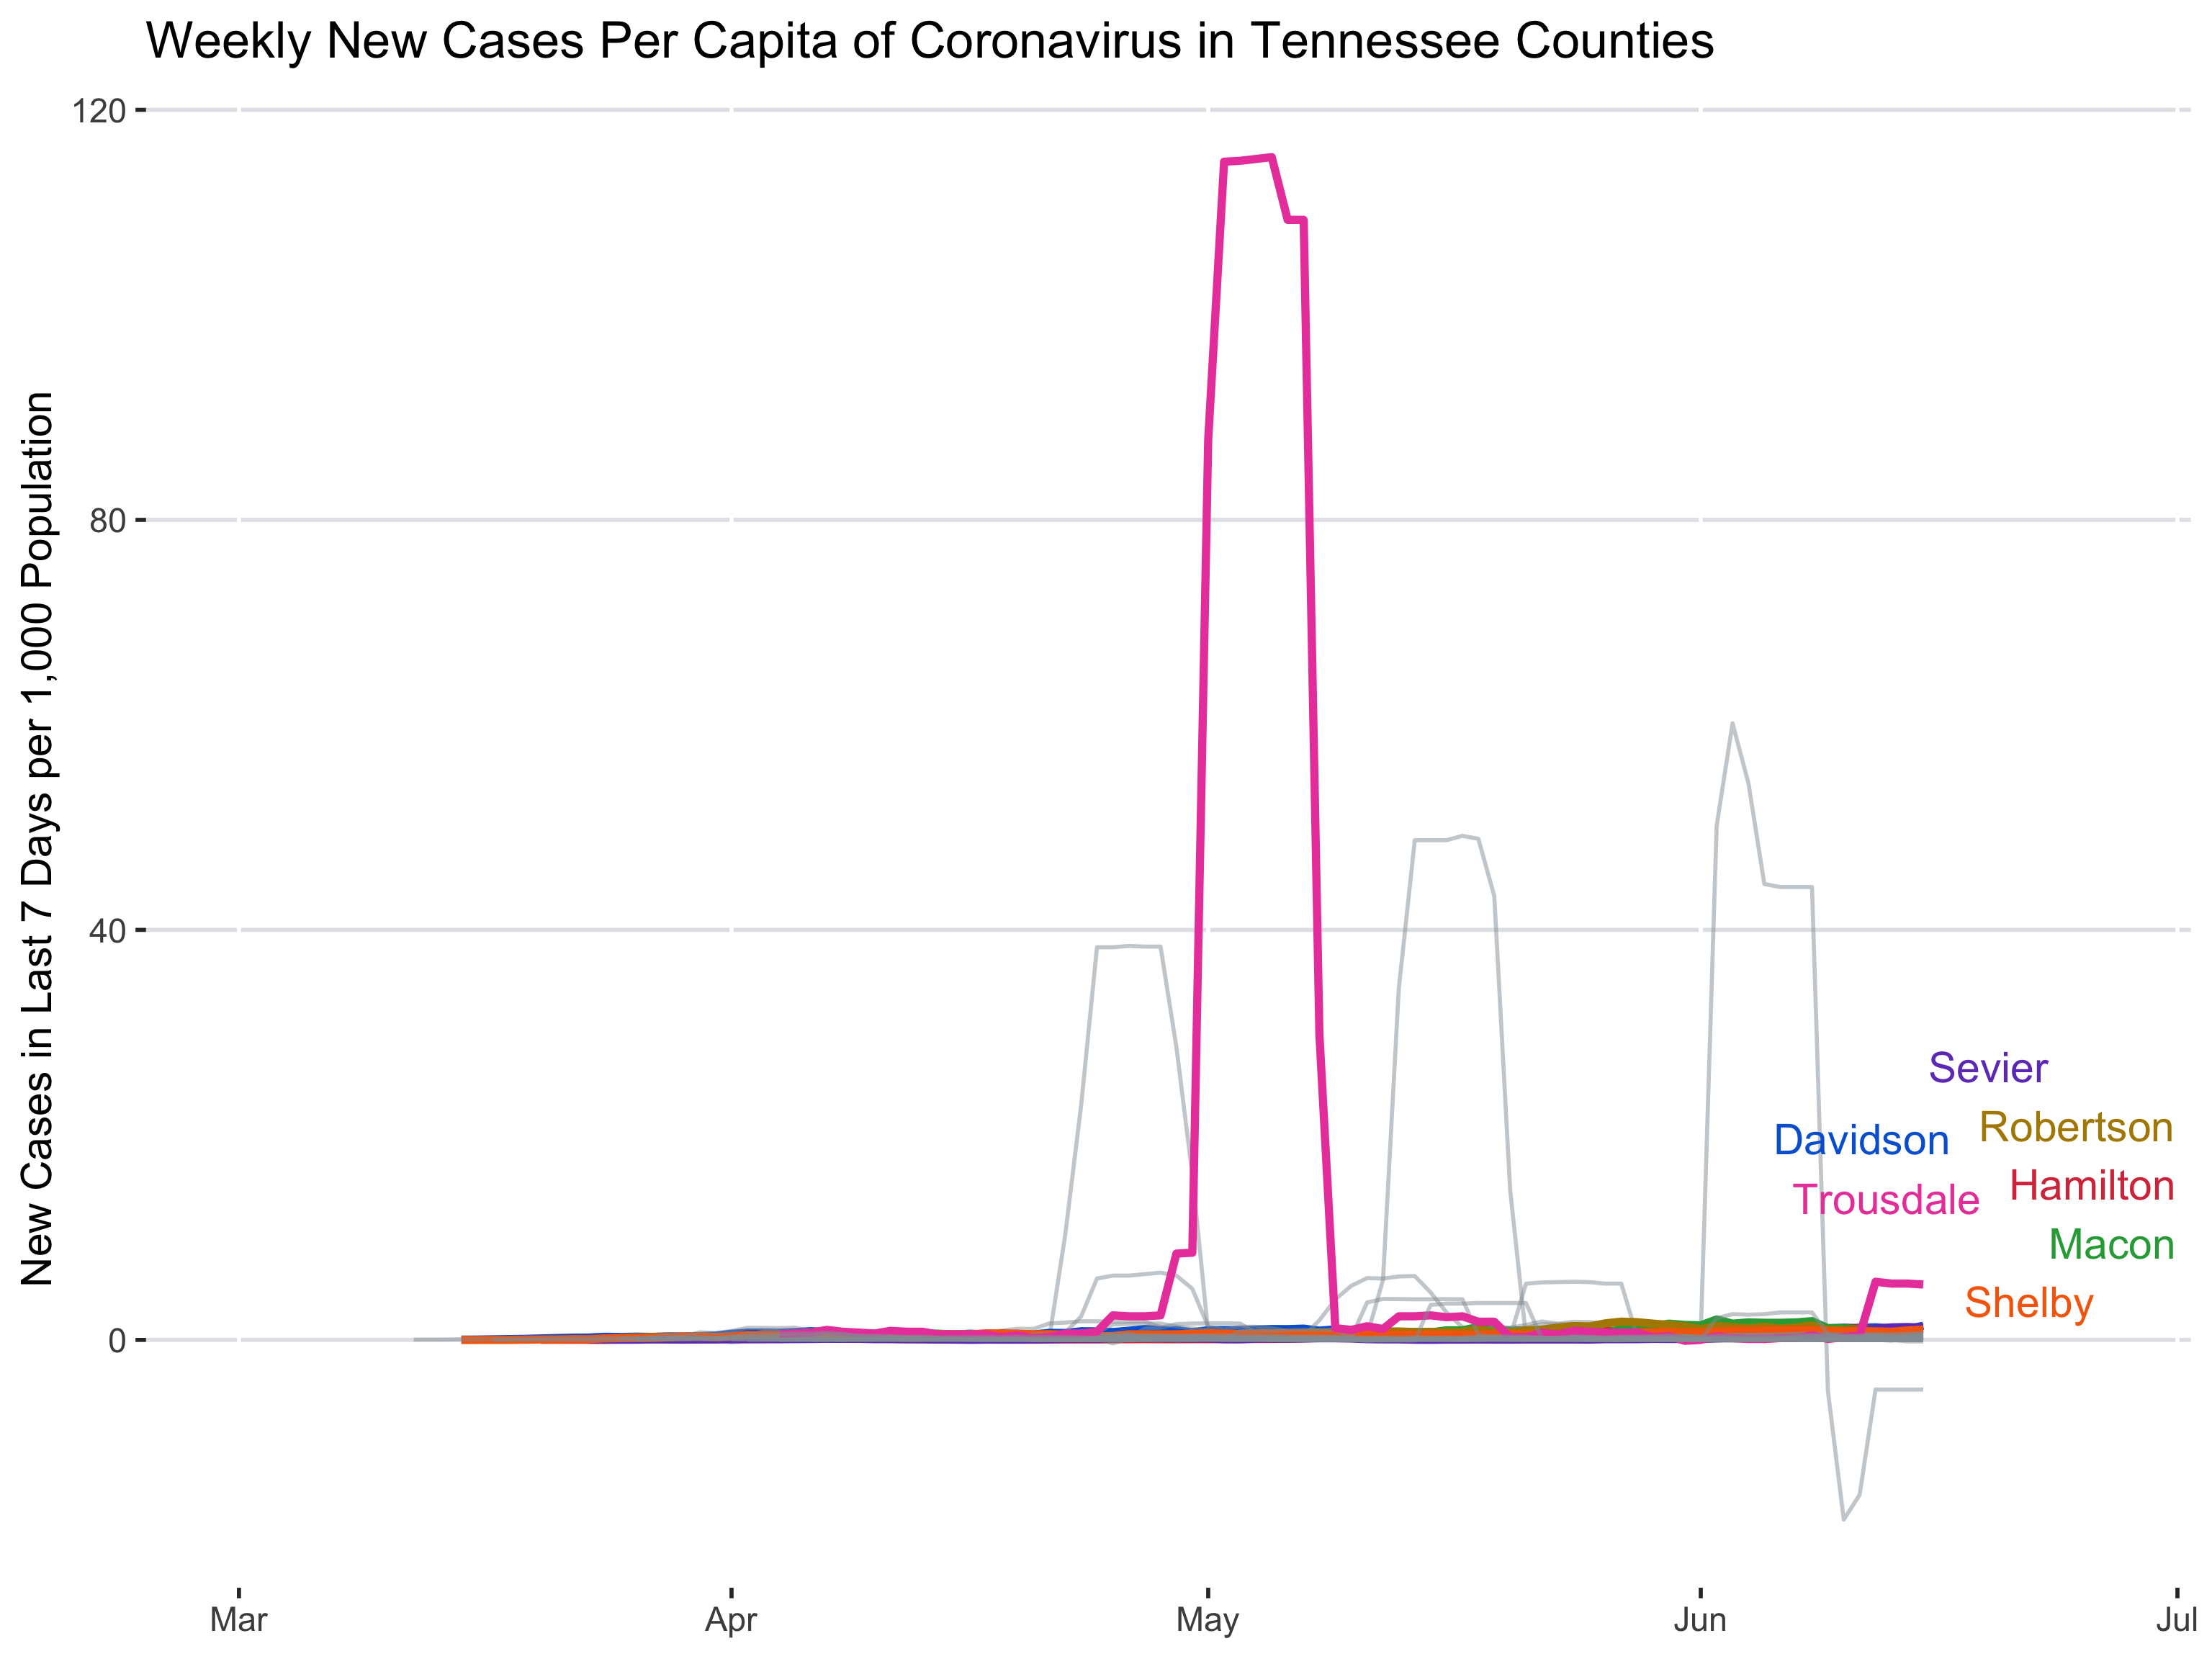 Weekly New Cases Per Capita of Coronavirus in Tennessee Counties
New Cases in Last 7 Days per 1,000 Population
120
80
40
0
Sevier
Robertson
Davidson
Hamilton
Trousdale
Macon
Shelby
Mar
Apr
May
Jun
Jul